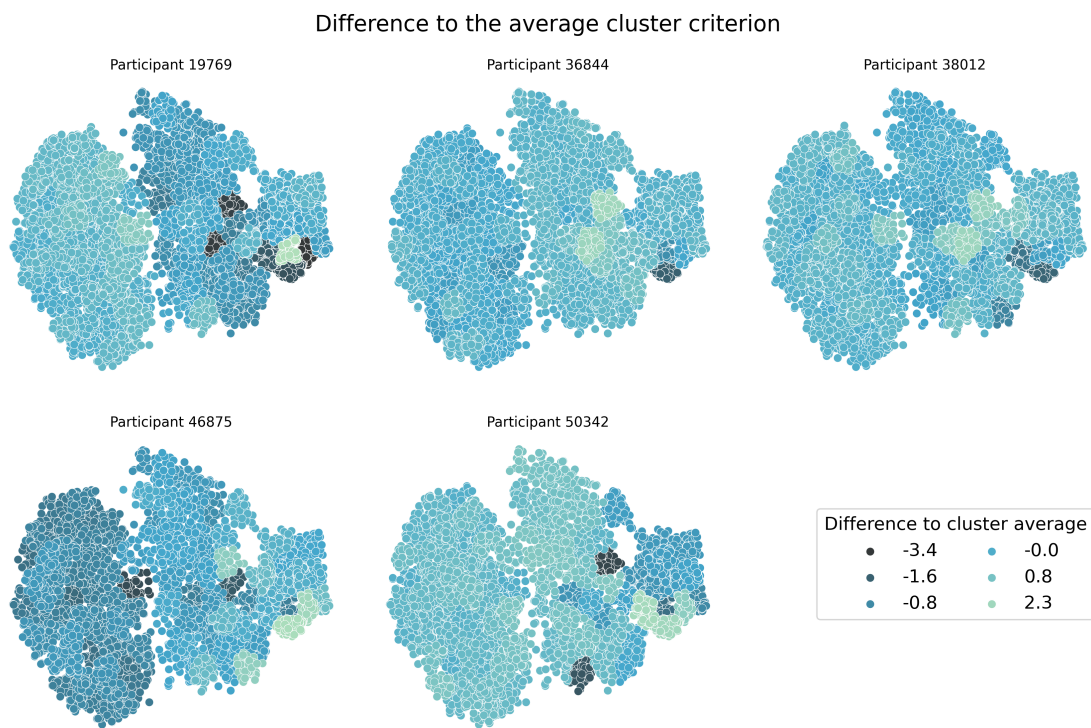 Difference to the average cluster criterion
Participant 19769
Participant 36844
Participant 38012
Participant 46875
Participant 50342
Difference to cluster average
-3.4
-0.0
-1.6
0.8
-0.8
2.3